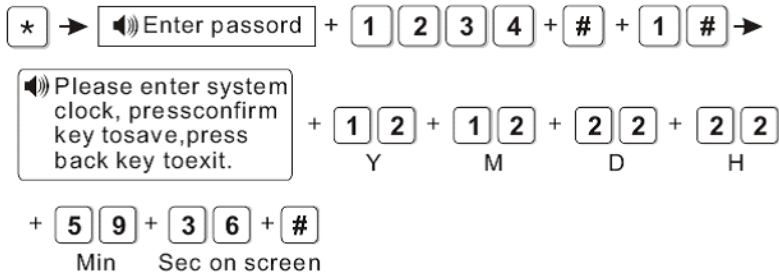 * → Enter passord + 1 2 3 4 + # + 1 # →
Please enter system
clock, pressconfirm
key tosave,press
back key toexit.
+ 1 2 + 1 2 + 2 2 + 2 2
Y M D H
+ 5 9 + 3 6 + #
Min Sec on screen